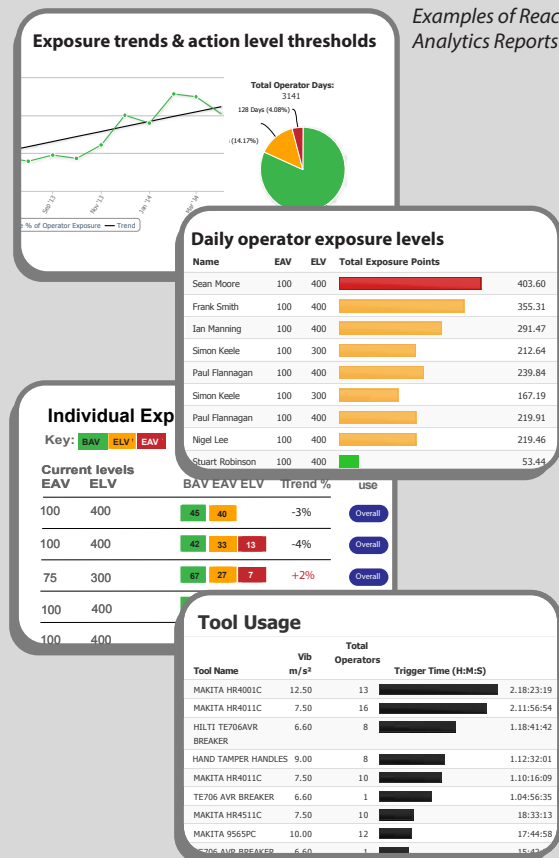 Examples of Reac
Analytics Reports
Exposure trends & action level thresholds
Total Operator Days:
3141
128 Days (4.08%)
(14.17%)
Sep '13
Nov '13
Jan '14
Mar '14
% of Operator Exposure — Trend
Daily operator exposure levels
Name EAV ELV Total Exposure Points
Sean Moore 100 400 403.60
Frank Smith 100 400 355.31
Ian Manning 100 400 291.47
Simon Keele 100 300 212.64
Paul Flannagan 100 400 239.84
Simon Keele 100 300 167.19
Paul Flannagan 100 400 219.91
Nigel Lee 100 400 219.46
Stuart Robinson 100 400 53.44
Individual Exp
Key: BAV ELV' EAV
Current levels
EAV ELV BAV EAV ELV Trend % use
100 400 45 40 -3% Overall
100 400 42 33 13 -4% Overall
75 300 67 27 7 +2% Overall
100 400
100 400
Tool Usage
Tool Name Vib m/s² Total Operators Trigger Time (H:M:S)
MAKITA HR4001C 12.50 13 2.18:23:19
MAKITA HR4011C 7.50 16 2.11:56:54
HILTI TE706AVR BREAKER 6.60 8 1.18:41:42
HAND TAMPER HANDLES 9.00 8 1.12:32:01
MAKITA HR4011C 7.50 10 1.10:16:09
TE706 AVR BREAKER 6.60 1 1.04:56:35
MAKITA HR4511C 7.50 10 18:33:13
MAKITA 9565PC 10.00 12 17:44:58
TE706 AVR BREAKER 6.60 1 15:42